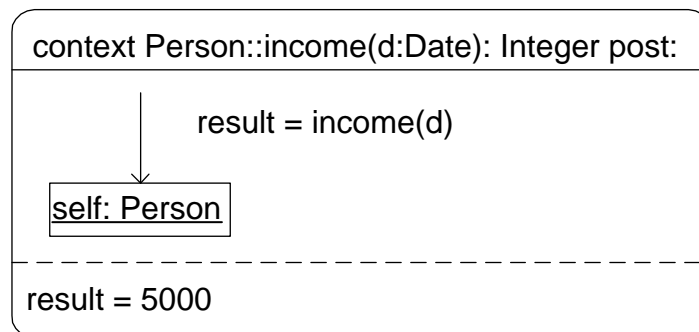 context Person::income(d:Date): Integer post:
result = income(d)
self: Person
result = 5000